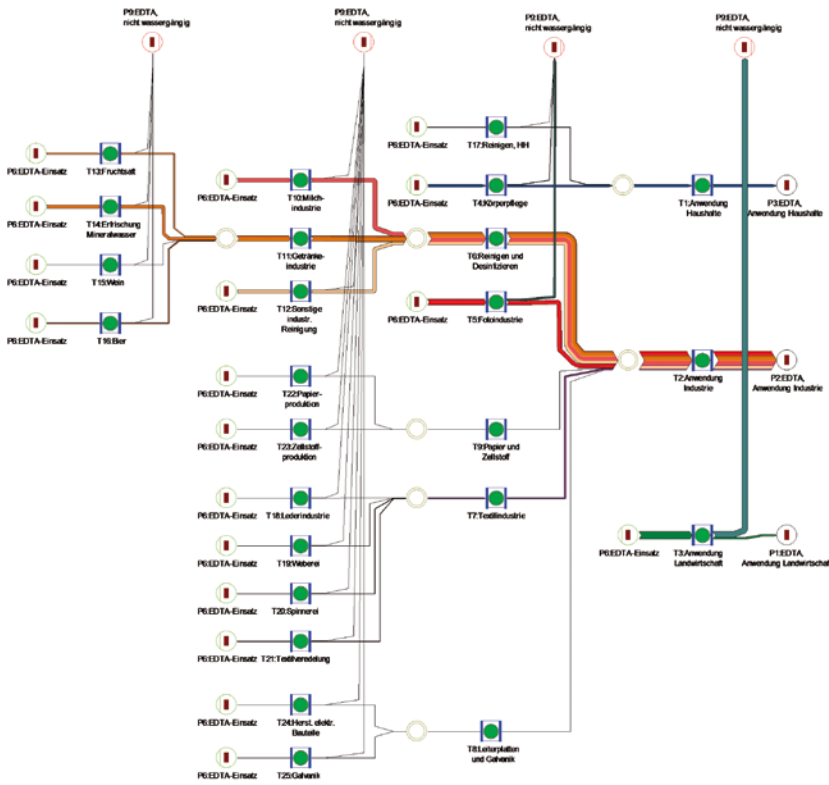 P9:EDTA,
nicht wassergängig
P9:EDTA,
nicht wassergängig
P9:EDTA,
nicht wassergängig
P9:EDTA,
nicht wassergängig
P6:EDTA-Einsatz
T17:Reinigen, HH
P6:EDTA-Einsatz
T13:Fruchtsaft
P6:EDTA-Einsatz
T10:Milch-
industrie
P6:EDTA-Einsatz
T4:Körperpflege
T1:Anwendung
Haushalte
P3:EDTA,
Anwendung Haushalte
P6:EDTA-Einsatz
T14:Erfrischung
Mineralwasser
T11:Getränke-
industrie
T6:Reinigen und
Desinfizieren
P6:EDTA-Einsatz
T15:Wein
P6:EDTA-Einsatz
T12:Sonstige
industr.
Reinigung
P6:EDTA-Einsatz
T5:Fotoindustrie
P6:EDTA-Einsatz
T16:Bier
T2:Anwendung
Industrie
P2:EDTA,
Anwendung Industrie
P6:EDTA-Einsatz
T22:Papier-
produktion
P6:EDTA-Einsatz
T23:Zellstoff-
produktion
T9:Papier und
Zellstoff
P6:EDTA-Einsatz
T18:Lederindustrie
T7:Textilindustrie
P6:EDTA-Einsatz
T3:Anwendung
Landwirtschaft
P1:EDTA,
Anwendung Landwirtschaf
P6:EDTA-Einsatz
T19:Weberei
P6:EDTA-Einsatz
T20:Spinnerei
P6:EDTA-Einsatz
T21:Textilveredelung
P6:EDTA-Einsatz
T24:Herst. elektr.
Bauteile
T8:Leiterplatten
und Galvanik
P6:EDTA-Einsatz
T25:Galvanik